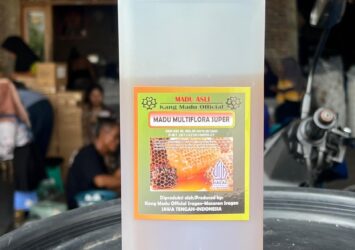 MADU ASLI
Kang Madu Official
MADU MULTIFLORA SUPER
Diproduksi oleh/Produced by:
Kang Madu Official
JAWA TENGAH-INDONESIA